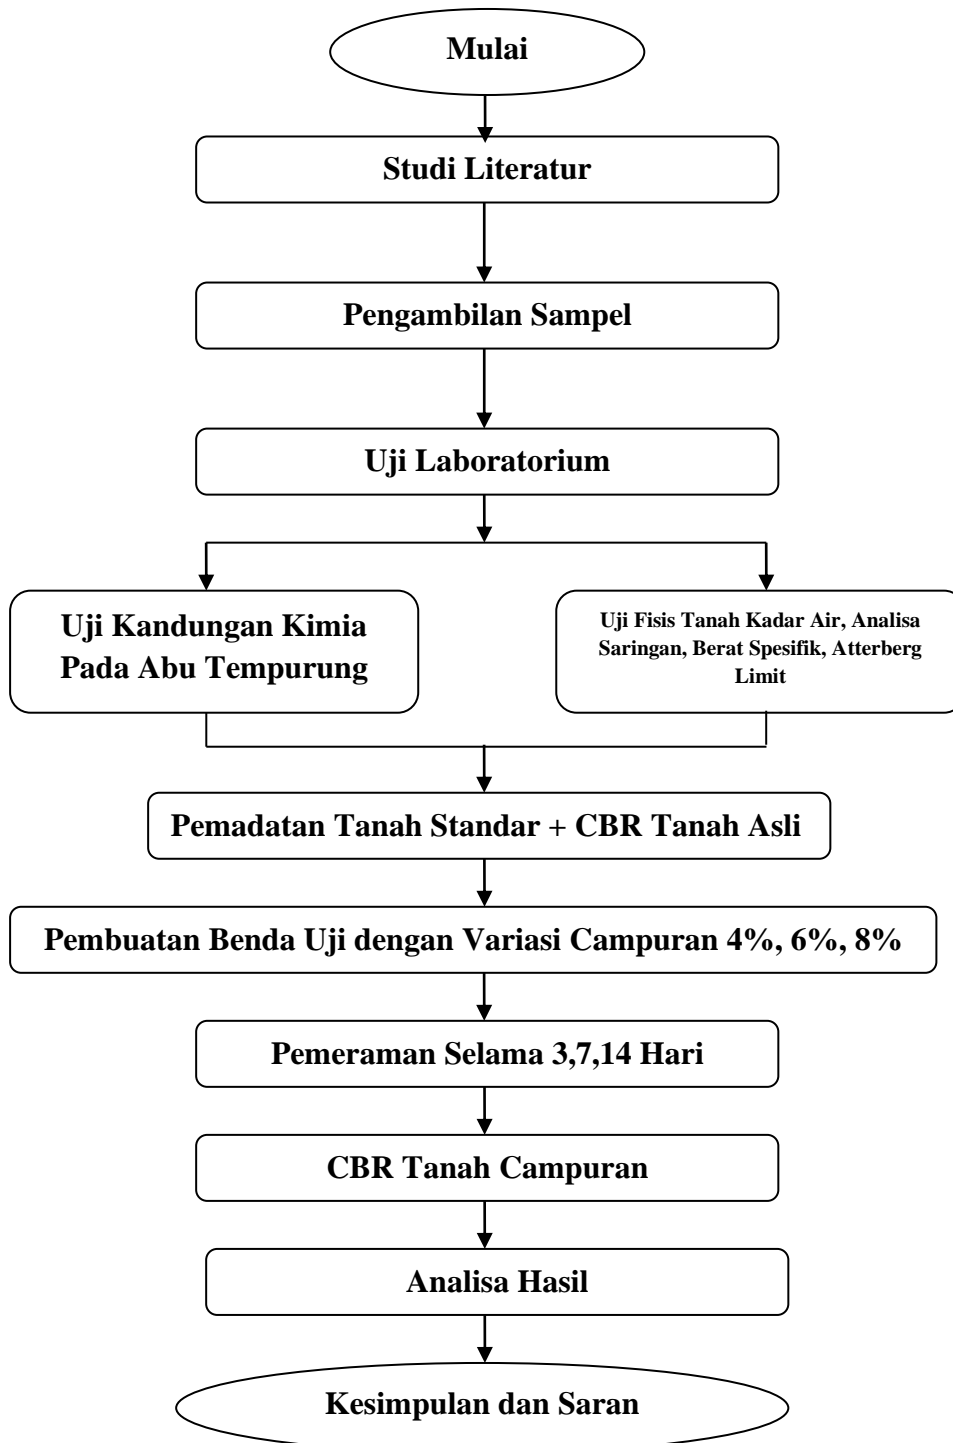 Mulai
Studi Literatur
Pengambilan Sampel
Uji Laboratorium
Uji Kandungan Kimia
Pada Abu Tempurung
Uji Fisis Tanah Kadar Air, Analisa
Saringan, Berat Spesifik, Atterberg
Limit
Pemadatan Tanah Standar + CBR Tanah Asli
Pembuatan Benda Uji dengan Variasi Campuran 4%, 6%, 8%
Pemeraman Selama 3,7,14 Hari
CBR Tanah Campuran
Analisa Hasil
Kesimpulan dan Saran